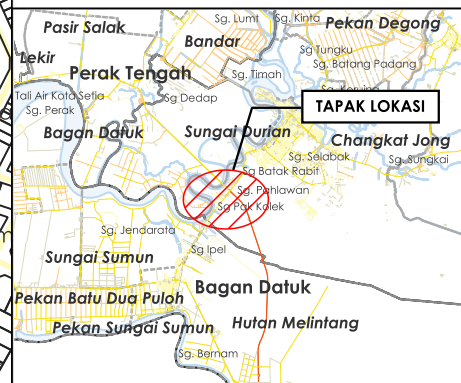 Pasir Salak
Sg. Lumt
Sg. Kinta
Pekan Degong
Bandar
Sg Tungku
Lekir
Sg. Batang Padang
Perak Tengah
Sg. Timah
Tali Air Kota Setia
Sg Dedap
Sg. Perak
TAPAK LOKASI
Bagan Datuk
Sungai Durian
Changkat Jong
Sg. Selabak
Sg. Sungkai
Sg Batak Rabit
Sg. Pahlawan
Sg Pak Kalek
Sg. Jendarata
Sg Ipel
Sungai Sumun
Bagan Datuk
Pekan Batu Dua Puloh
Hutan Melintang
Pekan Sungai Sumun
Sg. Bernam